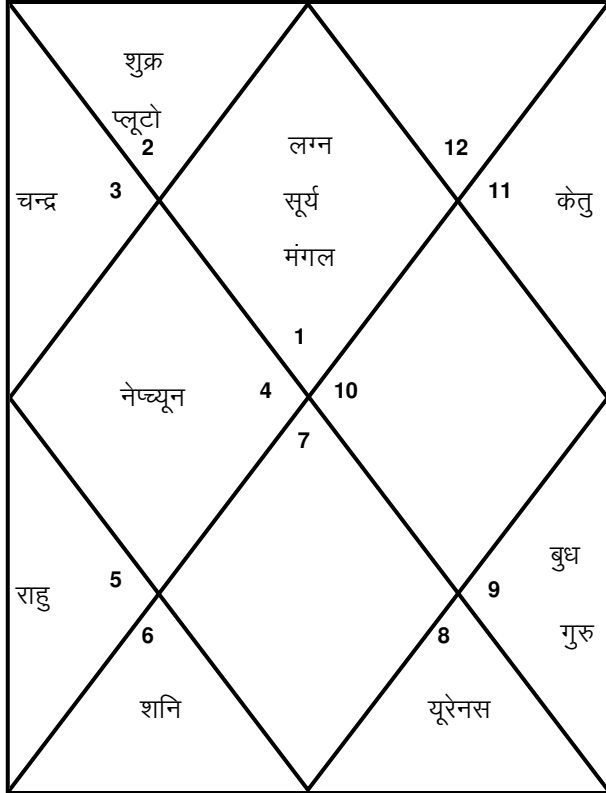 शुक्र
प्लूटो
2
लग्न
12
3
11
चन्द्र
सूर्य
केतु
मंगल
1
नेप्च्यून
4
10
7
बुध
5
9
राहु
6
8
गुरु
शनि
यूरेनस